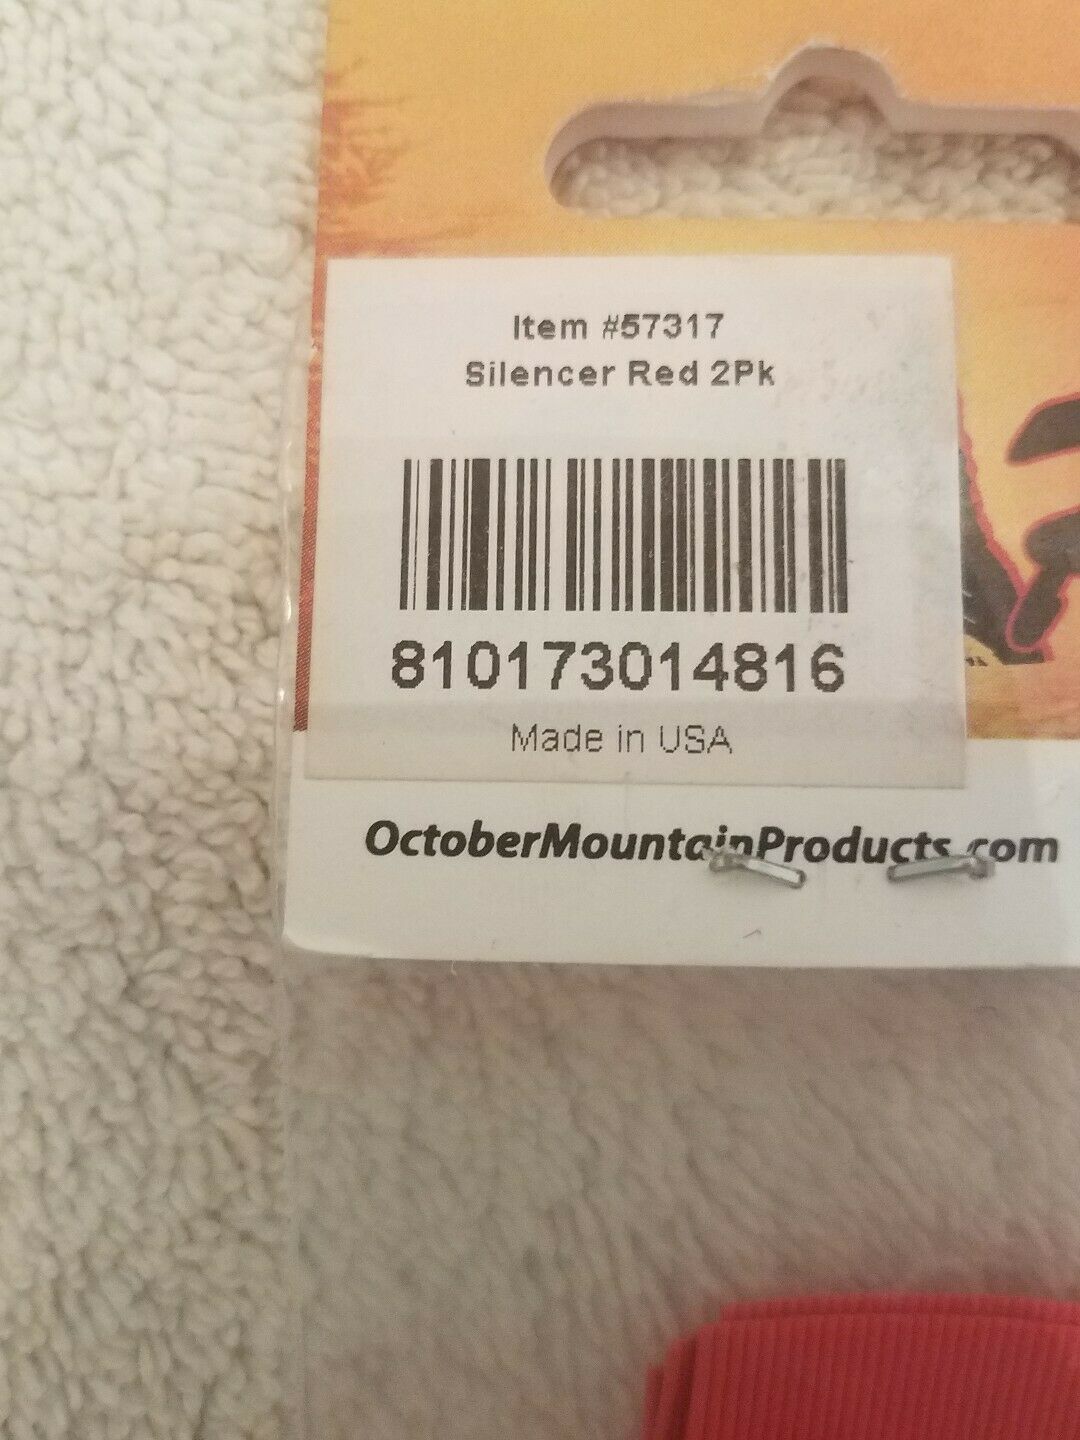 Item #57317
Silencer Red 2Pk
810173014816
Made in USA
OctoberMountainProducts.com